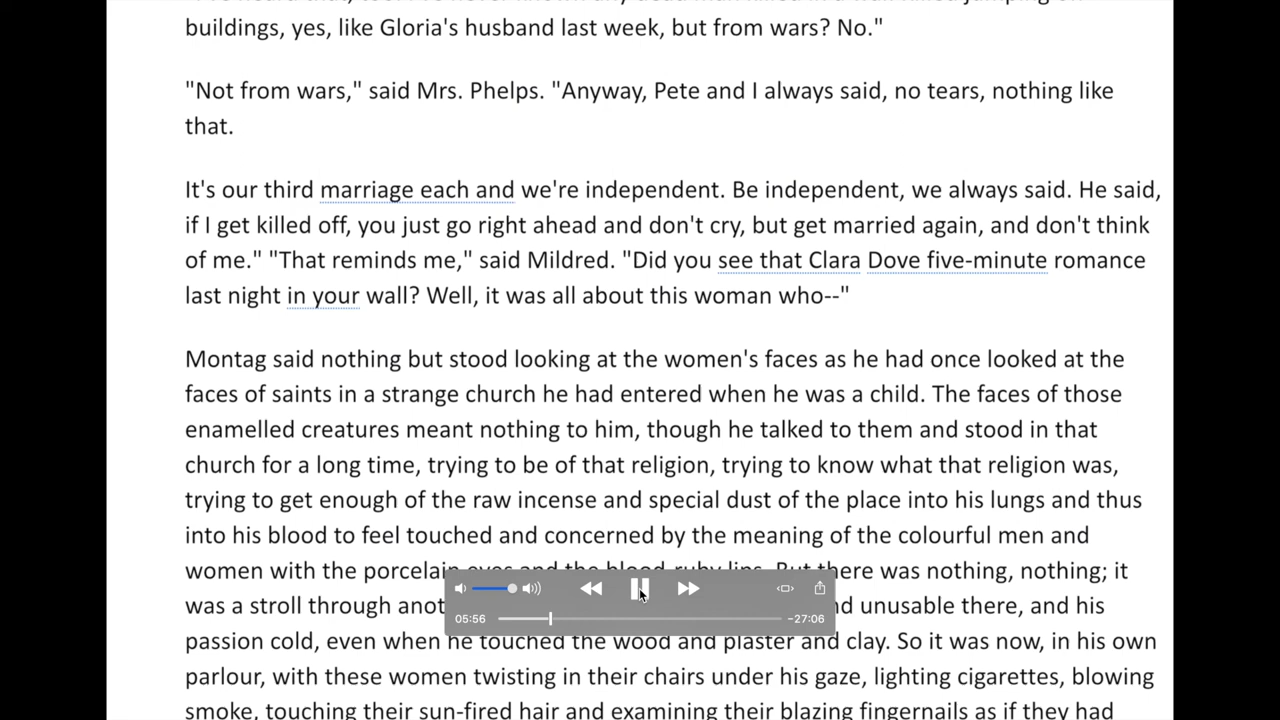 buildings, yes, like Gloria's husband last week, but from wars? No."
"Not from wars," said Mrs. Phelps. "Anyway, Pete and I always said, no tears, nothing like
that.
It's our third marriage each and we're independent. Be independent, we always said. He said,
if I get killed off, you just go right ahead and don't cry, but get married again, and don't think
of me." "That reminds me," said Mildred. "Did you see that Clara Dove five-minute romance
last night in your wall? Well, it was all about this woman who--"
Montag said nothing but stood looking at the women's faces as he had once looked at the
faces of saints in a strange church he had entered when he was a child. The faces of those
enamelled creatures meant nothing to him, though he talked to them and stood in that
church for a long time, trying to be of that religion, trying to know what that religion was,
trying to get enough of the raw incense and special dust of the place into his lungs and thus
into his blood to feel touched and concerned by the meaning of the colourful men and
women with the porcelain eyes and the blood-ruby lips. But there was nothing, nothing; it
was a stroll through unusable there, and his
05:56 -27:06
passion cold, even when he touched the wood and plaster and clay. So it was now, in his own
parlour, with these women twisting in their chairs under his gaze, lighting cigarettes, blowing
smoke, touching their sun-fired hair and examining their blazing fingernails as if they had